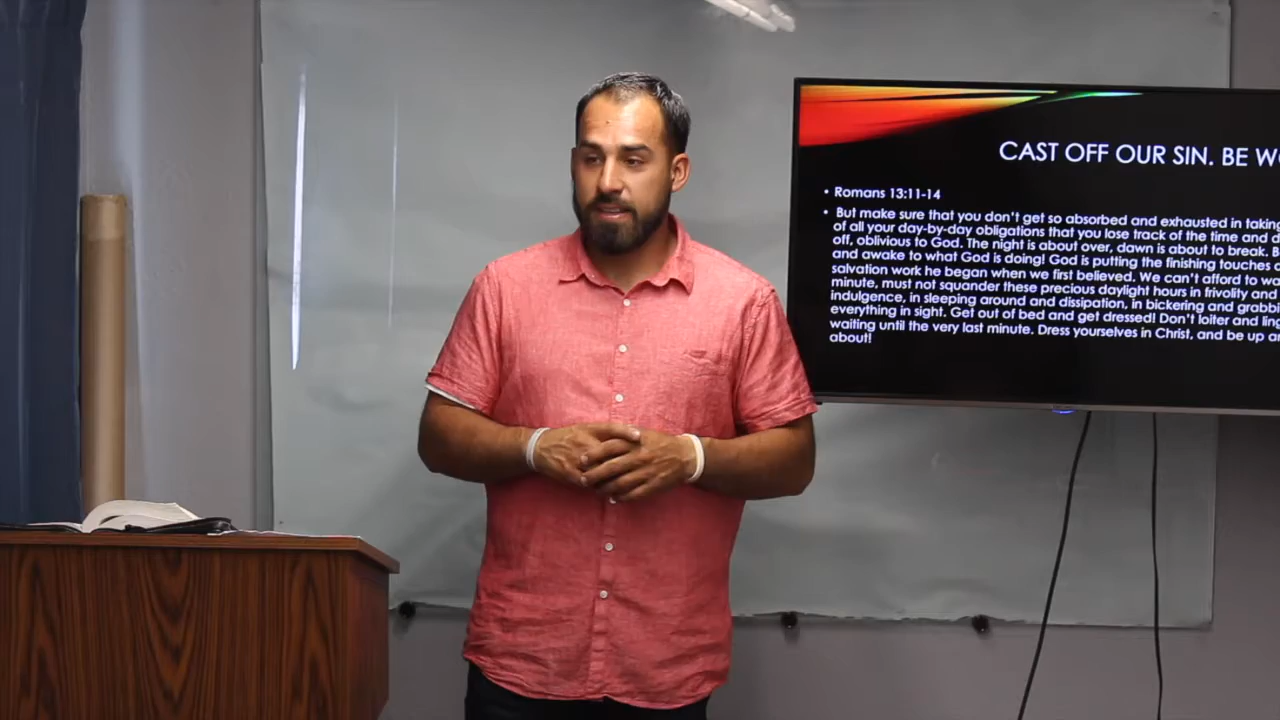 CAST OFF OUR SIN. BE
• Romans 13:11-14
• But make sure that you don't get so absorbed and exhausted in taking
of all your day-by-day obligations that you lose track of the time and
off, oblivious to God. The night is about over, dawn is about to break.
and awake to what God is doing! God is putting the finishing touches
salvation work he began when we first believed. We can't afford to
minute, must not squander these precious daylight hours in frivolity and
indulgence, in sleeping around and dissipation, in bickering and
everything in sight. Get out of bed and get dressed! Don't loiter and
waiting until the very last minute. Dress yourselves in Christ, and be up
about!